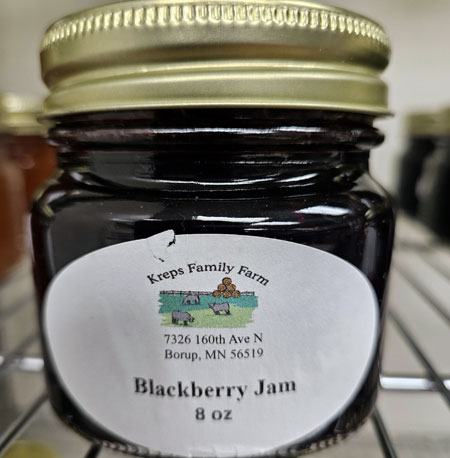 Kreps Family Farm
7326 160th Ave N
Borup, MN 56519
Blackberry Jam
8 oz